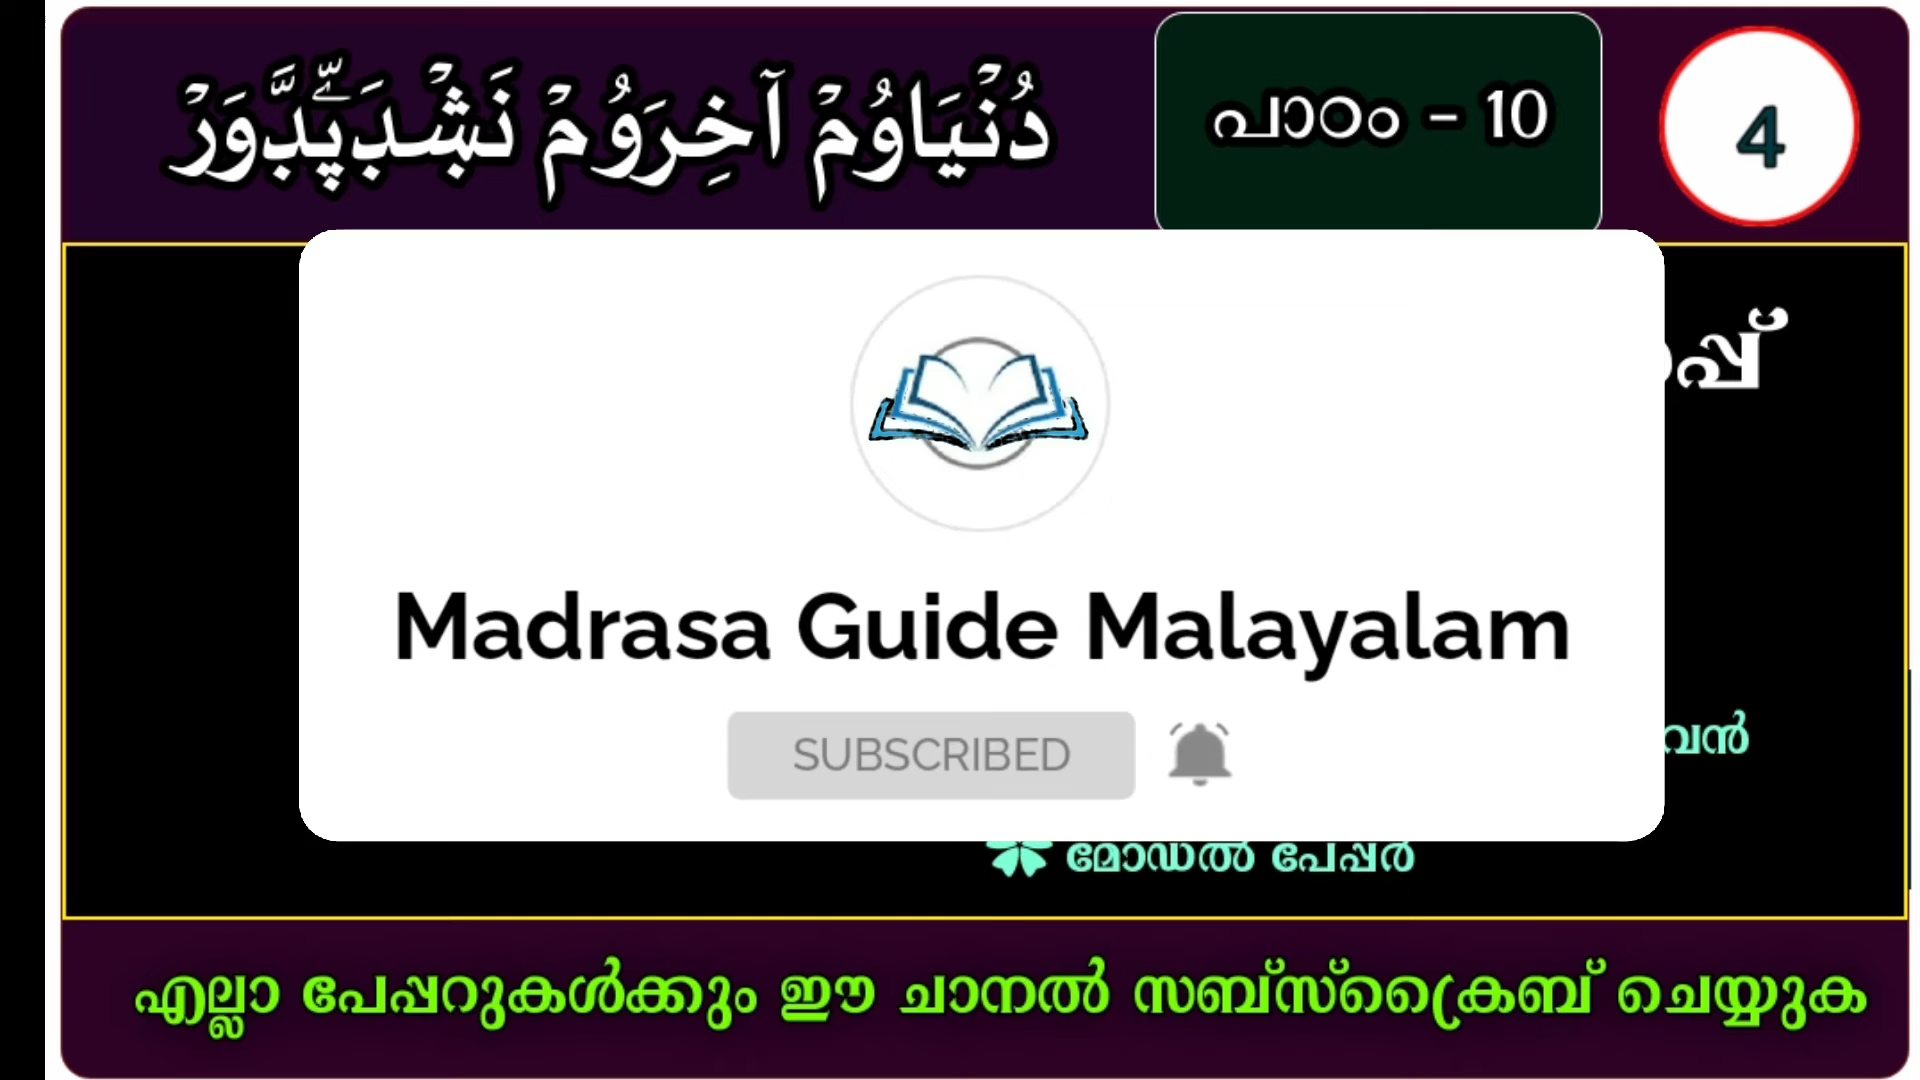 دُنْيَاوُمْ آخِرَوُمْ نَشْڊَپّٜڊَّوَرْ
പാഠം - 10
4
Madrasa Guide Malayalam
SUBSCRIBED
മോഡൽ പേപ്പർ
എല്ലാ പേപ്പറുകൾക്കും ഈ ചാനൽ സബ്സ്ക്രൈബ് ചെയ്യുക